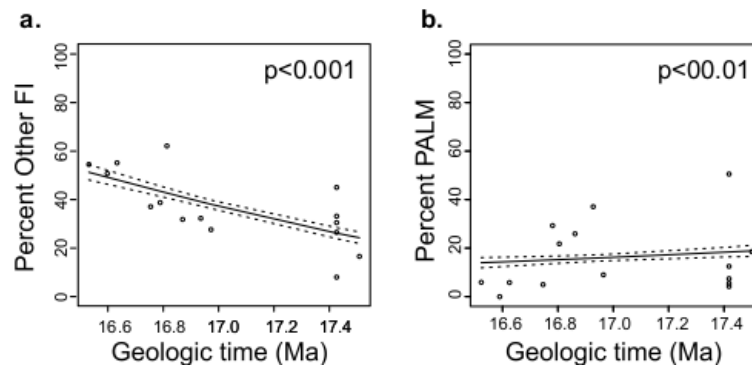 a.
p<0.001
Percent Other FI
0 20 40 60 80 100
16.6 16.8 17.0 17.2 17.4
Geologic time (Ma)
b.
p<00.01
Percent PALM
0 20 40 60 80 100
16.6 16.8 17.0 17.2 17.4
Geologic time (Ma)